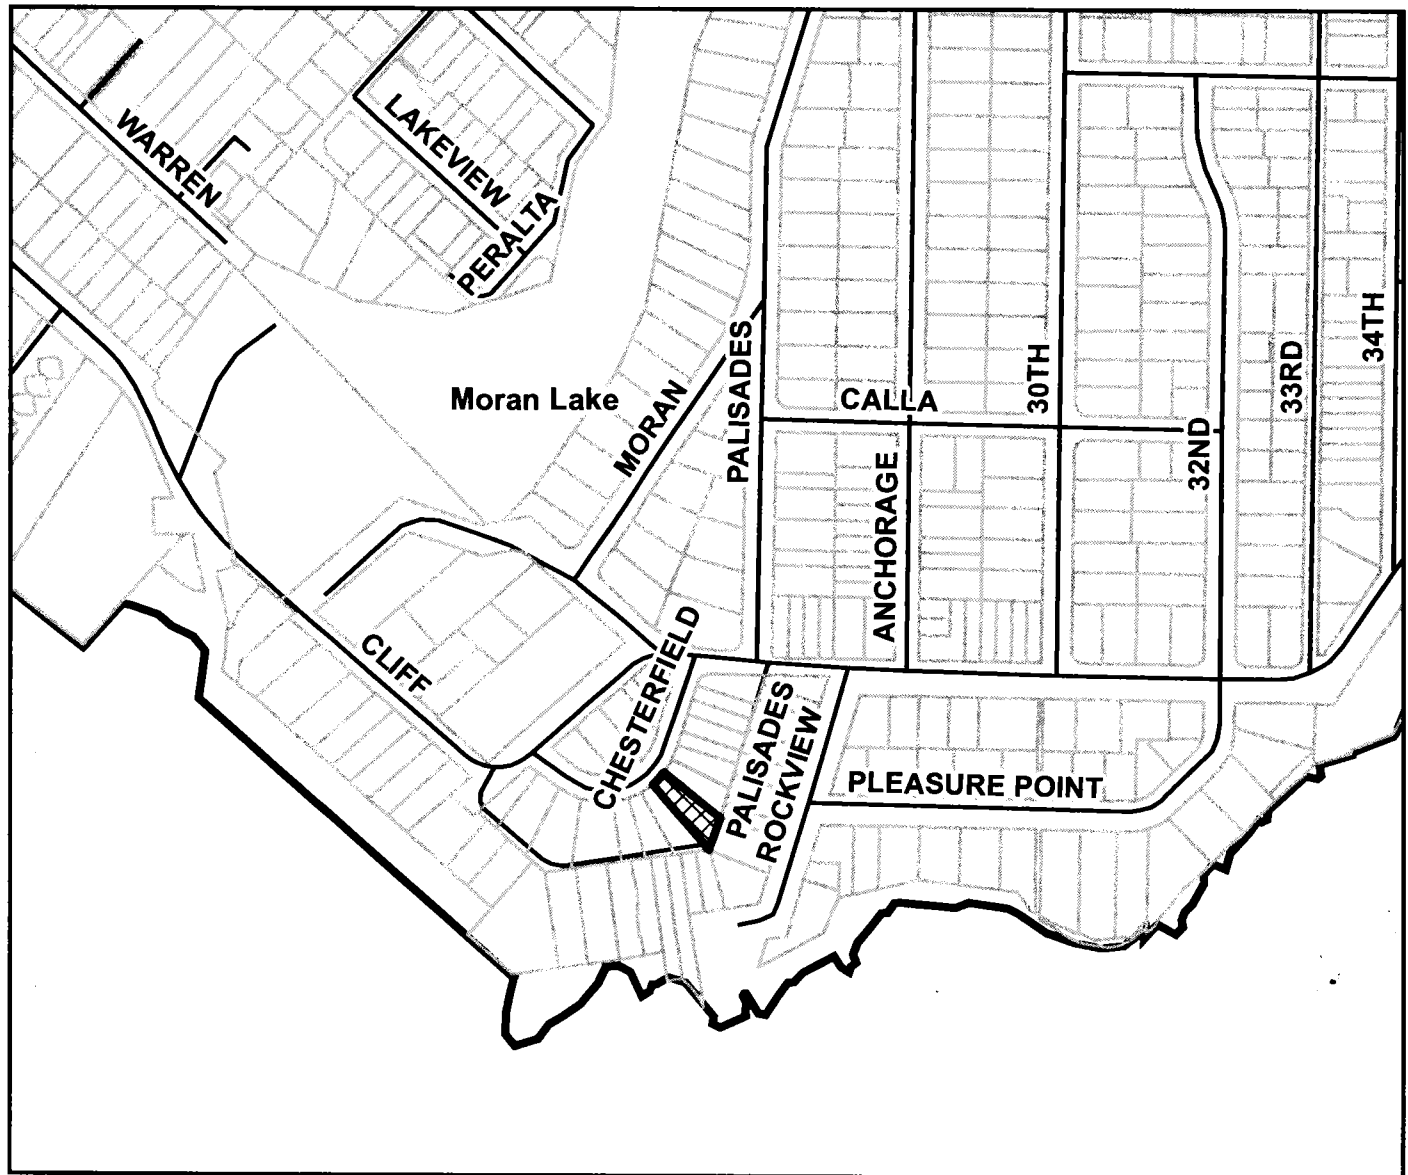 WARREN
LAKEVIEW
PERALTA
Moran Lake
MORAN
PALISADES
CALLA
30TH
ANCHORAGE
32ND
33RD
34TH
CLIFF
CHESTERFIELD
PALISADES
ROCKVIEW
PLEASURE POINT